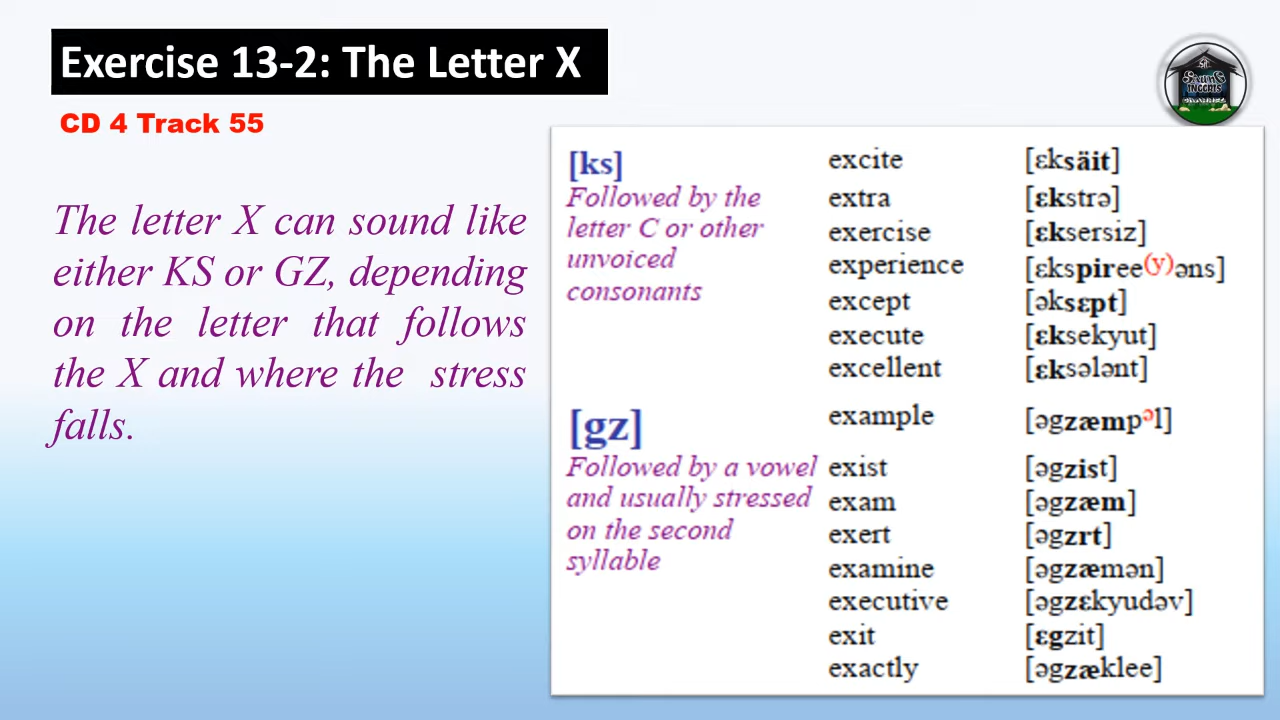 Exercise 13-2: The Letter X
CD 4 Track 55
The letter X can sound like
either KS or GZ, depending
on the letter that follows
the X and where the stress
falls.
[ks]
Followed by the
letter C or other
unvoiced
consonants
excite [ɛksäit]
extra [ɛkstrə]
exercise [ɛksersiz]
experience [ɛkspiree(y)əns]
except [əksɛpt]
execute [ɛksekyut]
excellent [ɛksələnt]
[gz]
Followed by a vowel
and usually stressed
on the second
syllable
example [əgzæmpəl]
exist [əgzist]
exam [əgzæm]
exert [əgzrt]
examine [əgzæmən]
executive [əgzɛkyudəv]
exit [ɛgzit]
exactly [əgzæklee]
INGGRIS